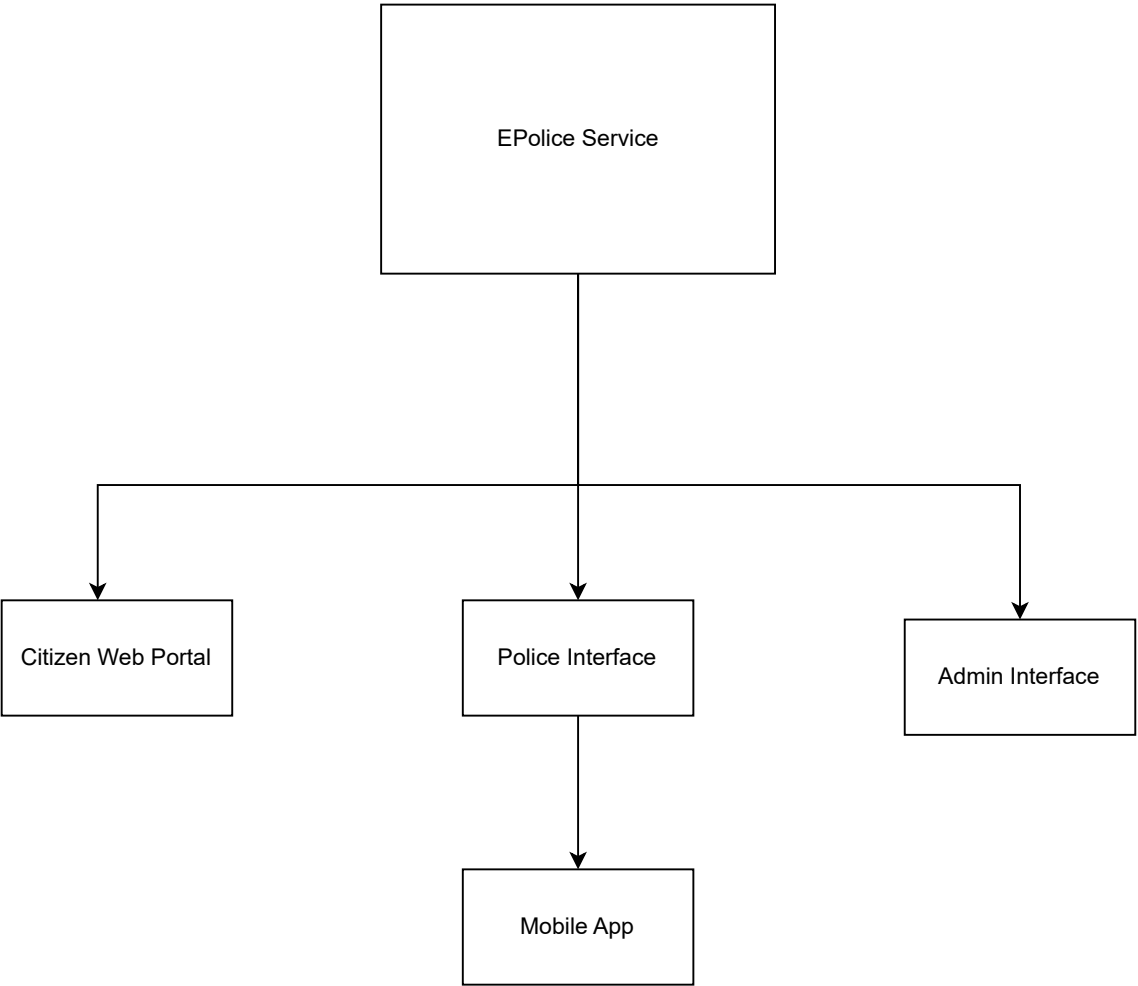 EPolice Service
Citizen Web Portal
Police Interface
Admin Interface
Mobile App